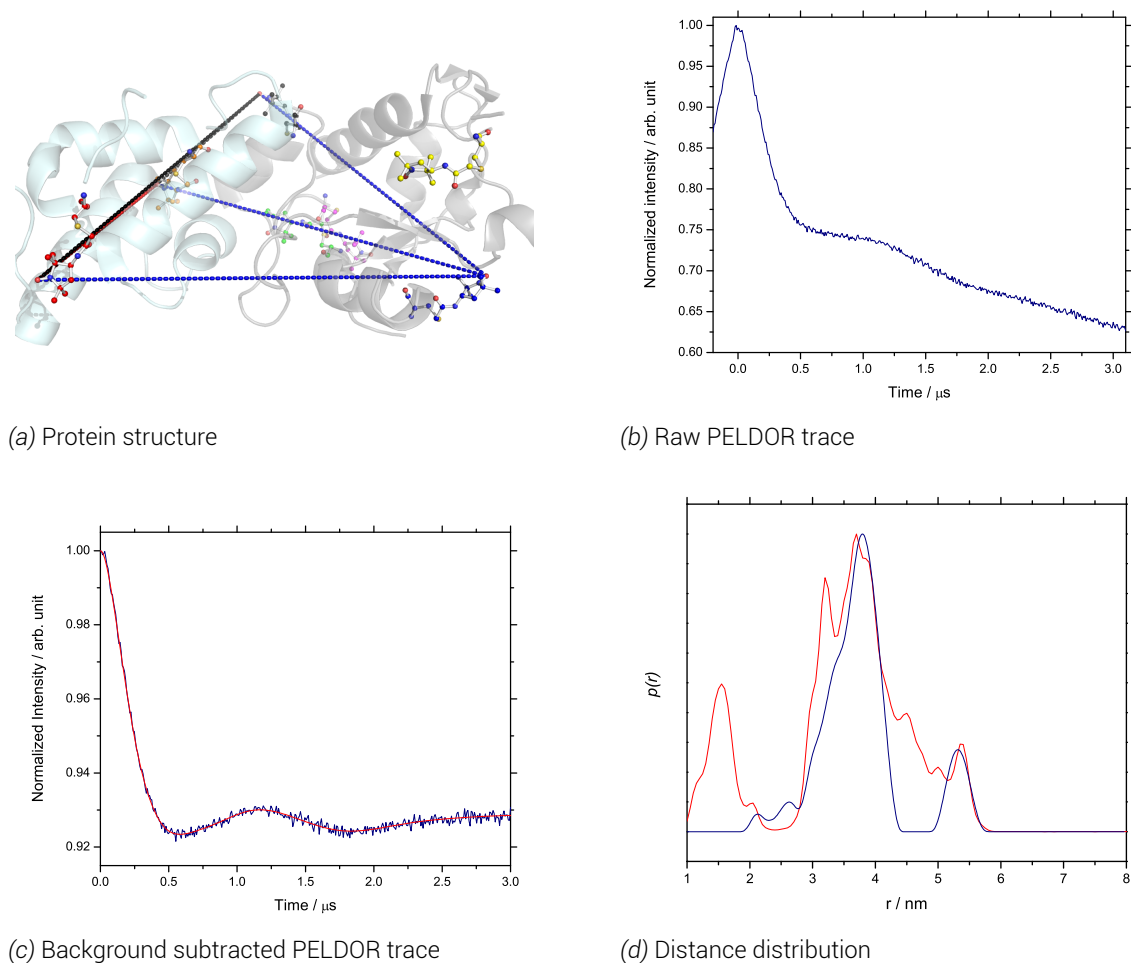 (a) Protein structure
1.00
0.95
0.90
0.85
0.80
0.75
0.70
0.65
0.60
Normalized intensity / arb. unit
0.0 0.5 1.0 1.5 2.0 2.5 3.0
Time / μs
(b) Raw PELDOR trace
1.00
0.98
0.96
0.94
0.92
Normalized Intensity / arb. unit
0.0 0.5 1.0 1.5 2.0 2.5 3.0
Time / μs
(c) Background subtracted PELDOR trace
p(r)
1 2 3 4 5 6 7 8
r / nm
(d) Distance distribution